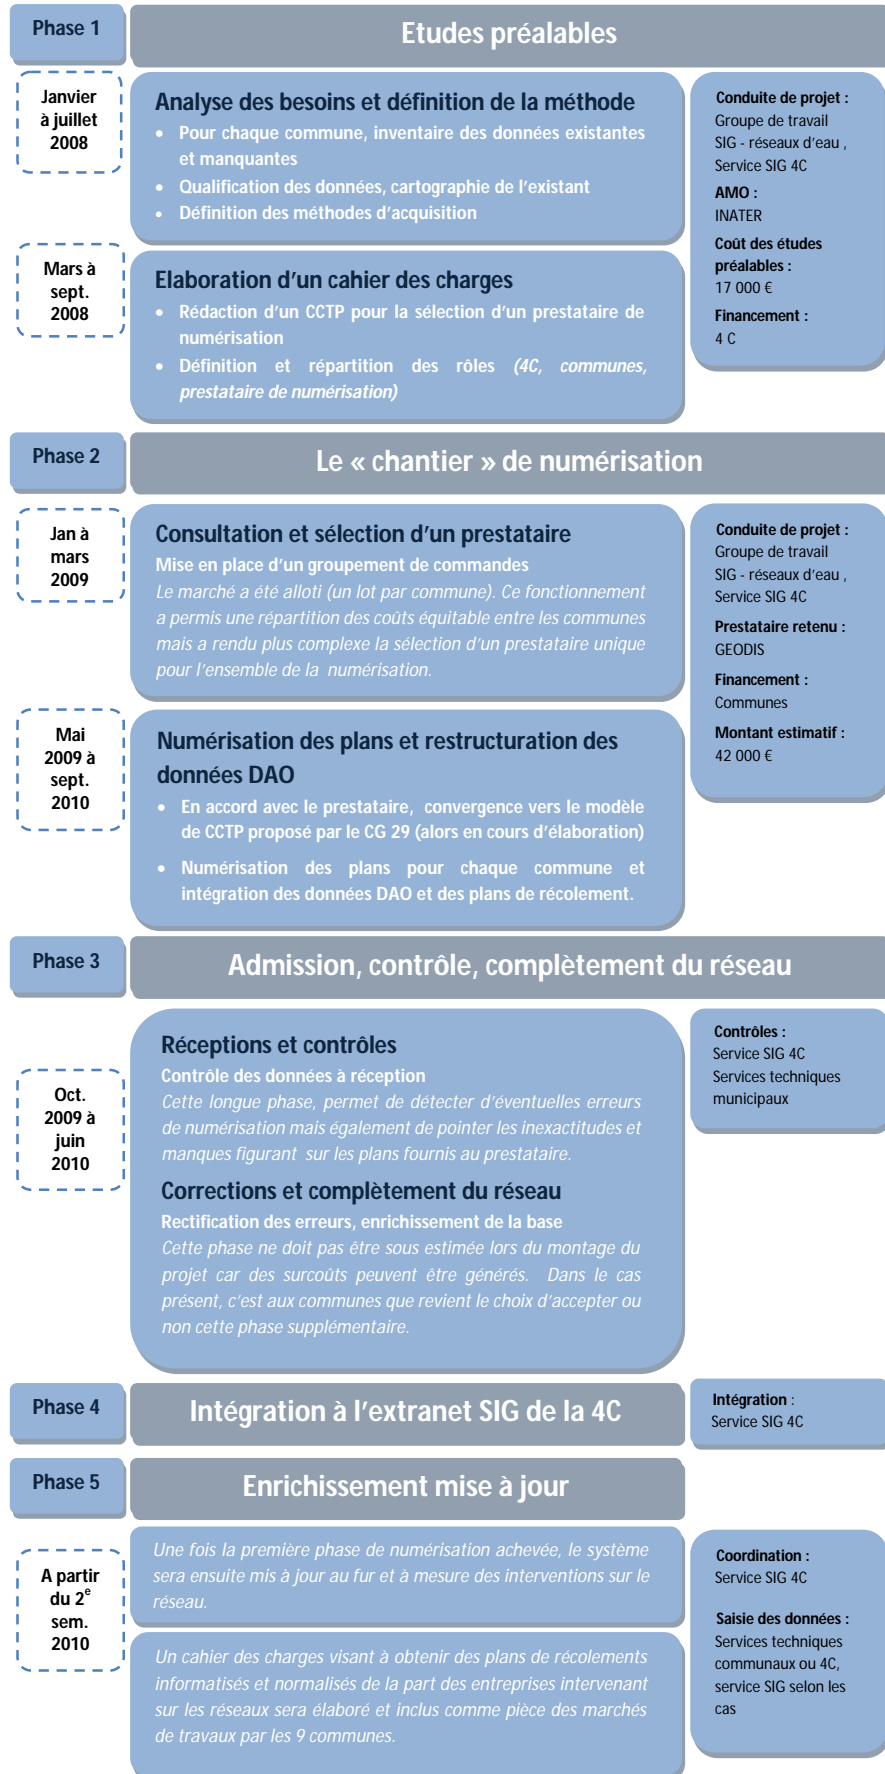 Phase 1
Etudes préalables
Janvier
à juillet
2008
Analyse des besoins et définition de la méthode
• Pour chaque commune, inventaire des données existantes
et manquantes
• Qualification des données, cartographie de l'existant
• Définition des méthodes d'acquisition
Mars à
sept.
2008
Elaboration d'un cahier des charges
• Rédaction d'un CCTP pour la sélection d'un prestataire de
numérisation
• Définition et répartition des rôles (4C, communes,
prestataire de numérisation)
Conduite de projet :
Groupe de travail
SIG - réseaux d'eau ,
Service SIG 4C
AMO :
INATER
Coût des études
préalables :
17 000 €
Financement :
4 C
Phase 2
Le « chantier » de numérisation
Jan à
mars
2009
Consultation et sélection d'un prestataire
Mise en place d'un groupement de commandes
Le marché a été alloti (un lot par commune). Ce fonctionnement
a permis une répartition des coûts équitable entre les communes
mais a rendu plus complexe la sélection d'un prestataire unique
pour l'ensemble de la numérisation.
Mai
2009 à
sept.
2010
Numérisation des plans et restructuration des
données DAO
• En accord avec le prestataire, convergence vers le modèle
de CCTP proposé par le CG 29 (alors en cours d'élaboration)
• Numérisation des plans pour chaque commune et
intégration des données DAO et des plans de récolement.
Conduite de projet :
Groupe de travail
SIG - réseaux d'eau ,
Service SIG 4C
Prestataire retenu :
GEODIS
Financement :
Communes
Montant estimatif :
42 000 €
Phase 3
Admission, contrôle, complètement du réseau
Oct.
2009 à
juin
2010
Réceptions et contrôles
Contrôle des données à réception
Cette longue phase, permet de détecter d'éventuelles erreurs
de numérisation mais également de pointer les inexactitudes et
manques figurant sur les plans fournis au prestataire.
Corrections et complètement du réseau
Rectification des erreurs, enrichissement de la base
Cette phase ne doit pas être sous estimée lors du montage du
projet car des surcoûts peuvent être générés. Dans le cas
présent, c'est aux communes que revient le choix d'accepter ou
non cette phase supplémentaire.
Contrôles :
Service SIG 4C
Services techniques
municipaux
Phase 4
Intégration à l'extranet SIG de la 4C
Intégration :
Service SIG 4C
Phase 5
Enrichissement mise à jour
A partir
du 2e
sem.
2010
Une fois la première phase de numérisation achevée, le système
sera ensuite mis à jour au fur et à mesure des interventions sur le
réseau.
Un cahier des charges visant à obtenir des plans de récolements
informatisés et normalisés de la part des entreprises intervenant
sur les réseaux sera élaboré et inclus comme pièce des marchés
de travaux par les 9 communes.
Coordination :
Service SIG 4C
Saisie des données :
Services techniques
communaux ou 4C,
service SIG selon les
cas